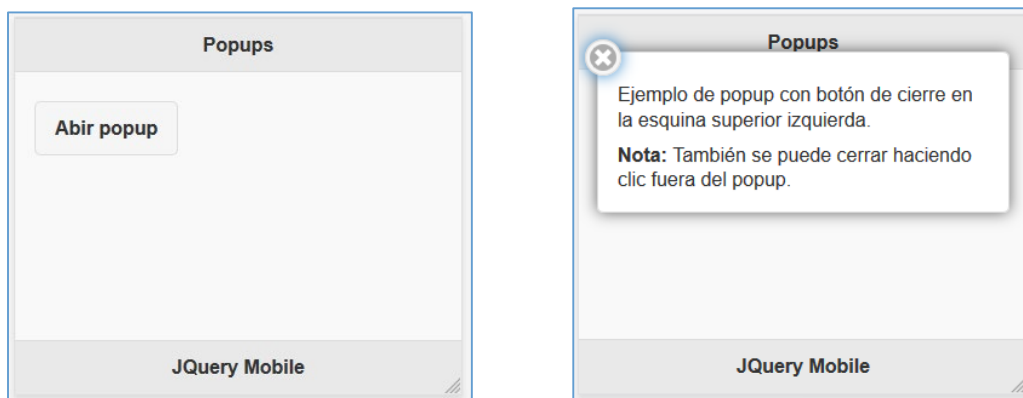 Popups
Abir popup
JQuery Mobile
Popups
Ejemplo de popup con botón de cierre en
la esquina superior izquierda.
Nota: También se puede cerrar haciendo
clic fuera del popup.
JQuery Mobile